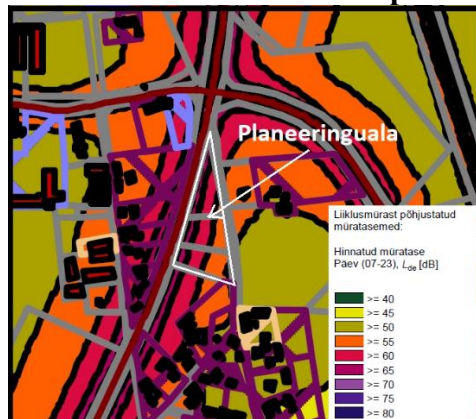 Planeeringuala
Liiklusmürast põhjustatud
müratasemed:
Hinnatud müratase
Päev (07-23), Lde [dB]
>= 40
>= 45
>= 50
>= 55
>= 60
>= 65
>= 70
>= 75
>= 80